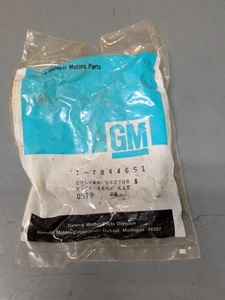 General Motors Parts
GM
1-7844651
COLUMN SECTOR &
KIT
0579
General Motors Parts Division
General Motors Corporation, Detroit, Michigan 48202